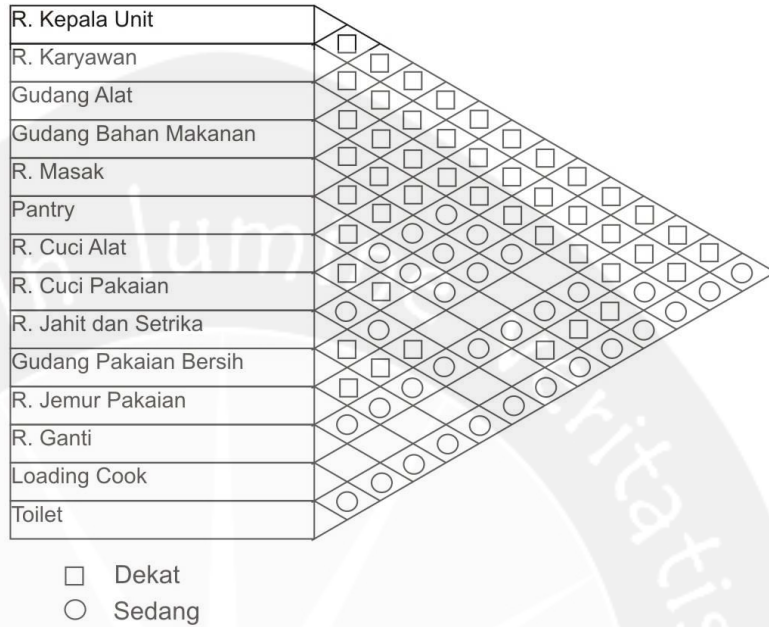 R. Kepala Unit
R. Karyawan
Gudang Alat
Gudang Bahan Makanan
R. Masak
Pantry
R. Cuci Alat
R. Cuci Pakaian
R. Jahit dan Setrika
Gudang Pakaian Bersih
R. Jemur Pakaian
R. Ganti
Loading Cook
Toilet
Dekat
Sedang